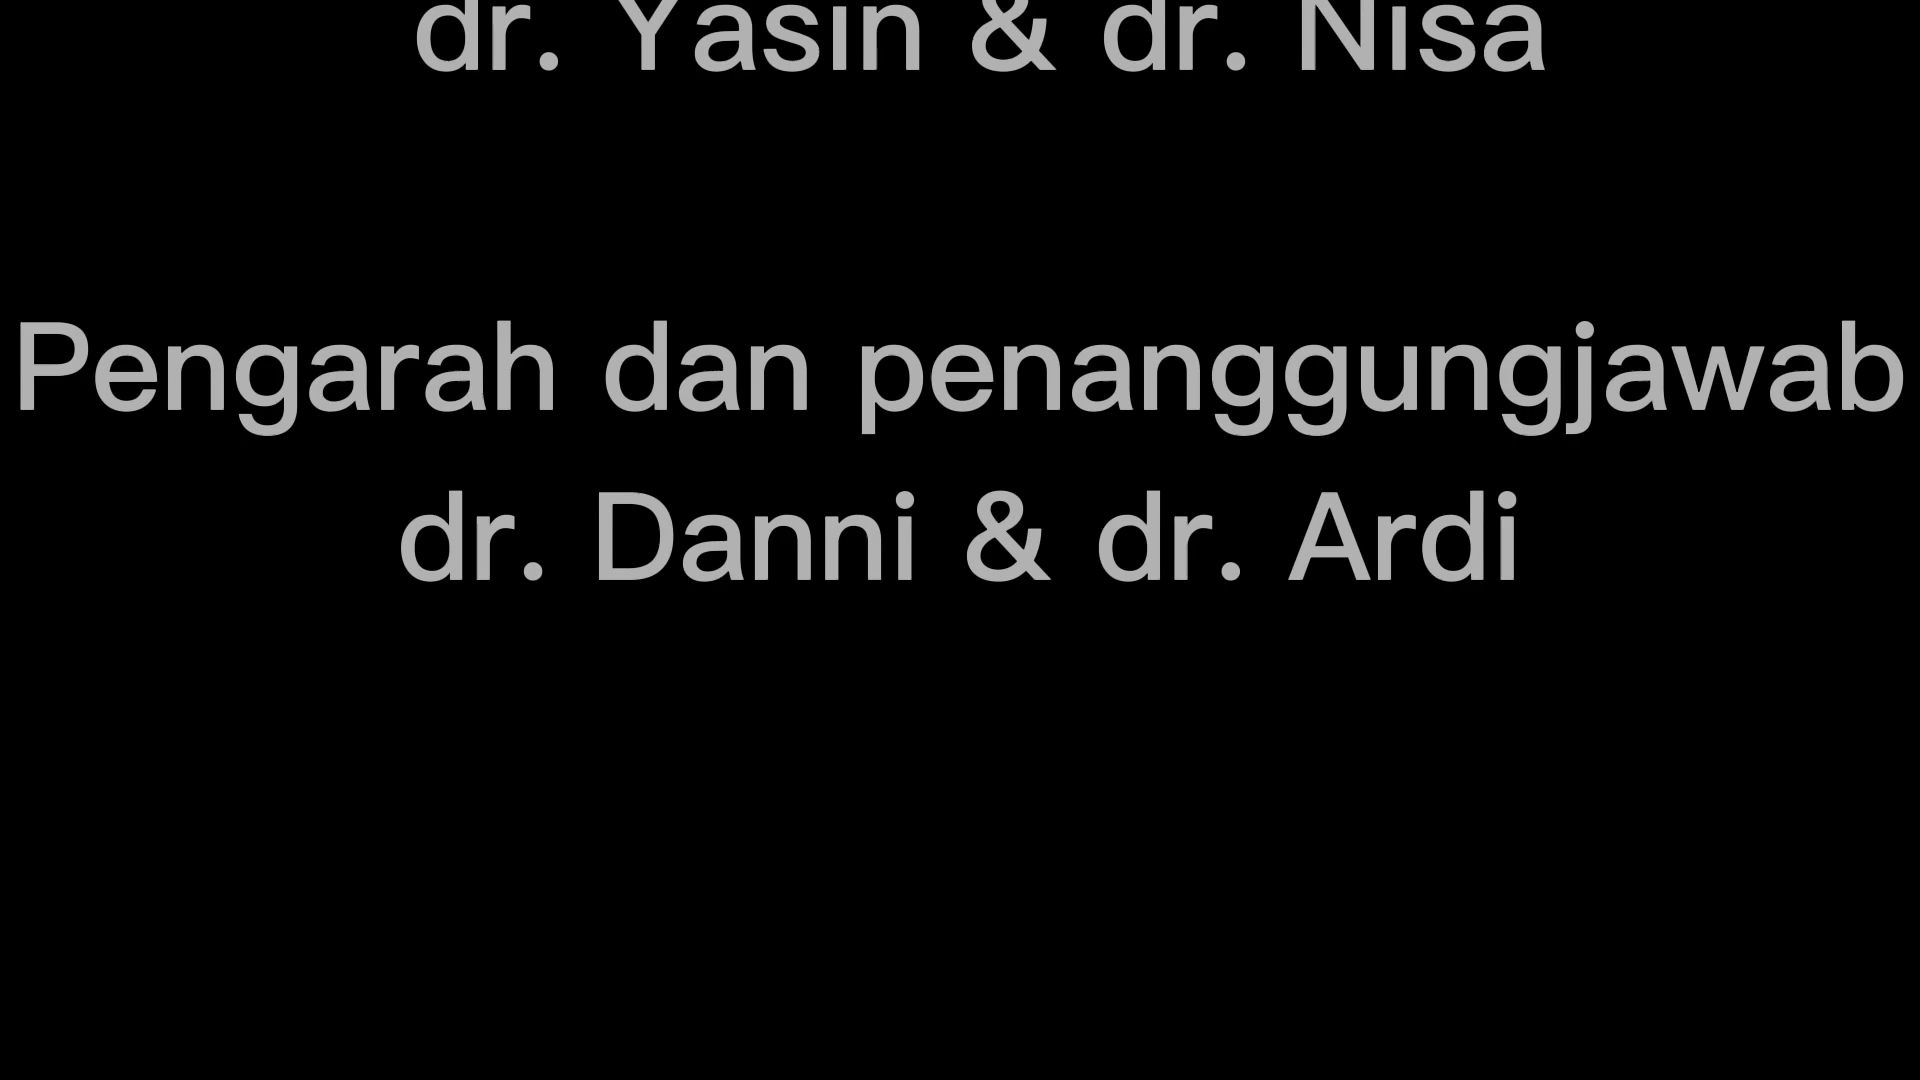 dr. Yasin & dr. Nisa
Pengarah dan penanggungjawab
dr. Danni & dr. Ardi